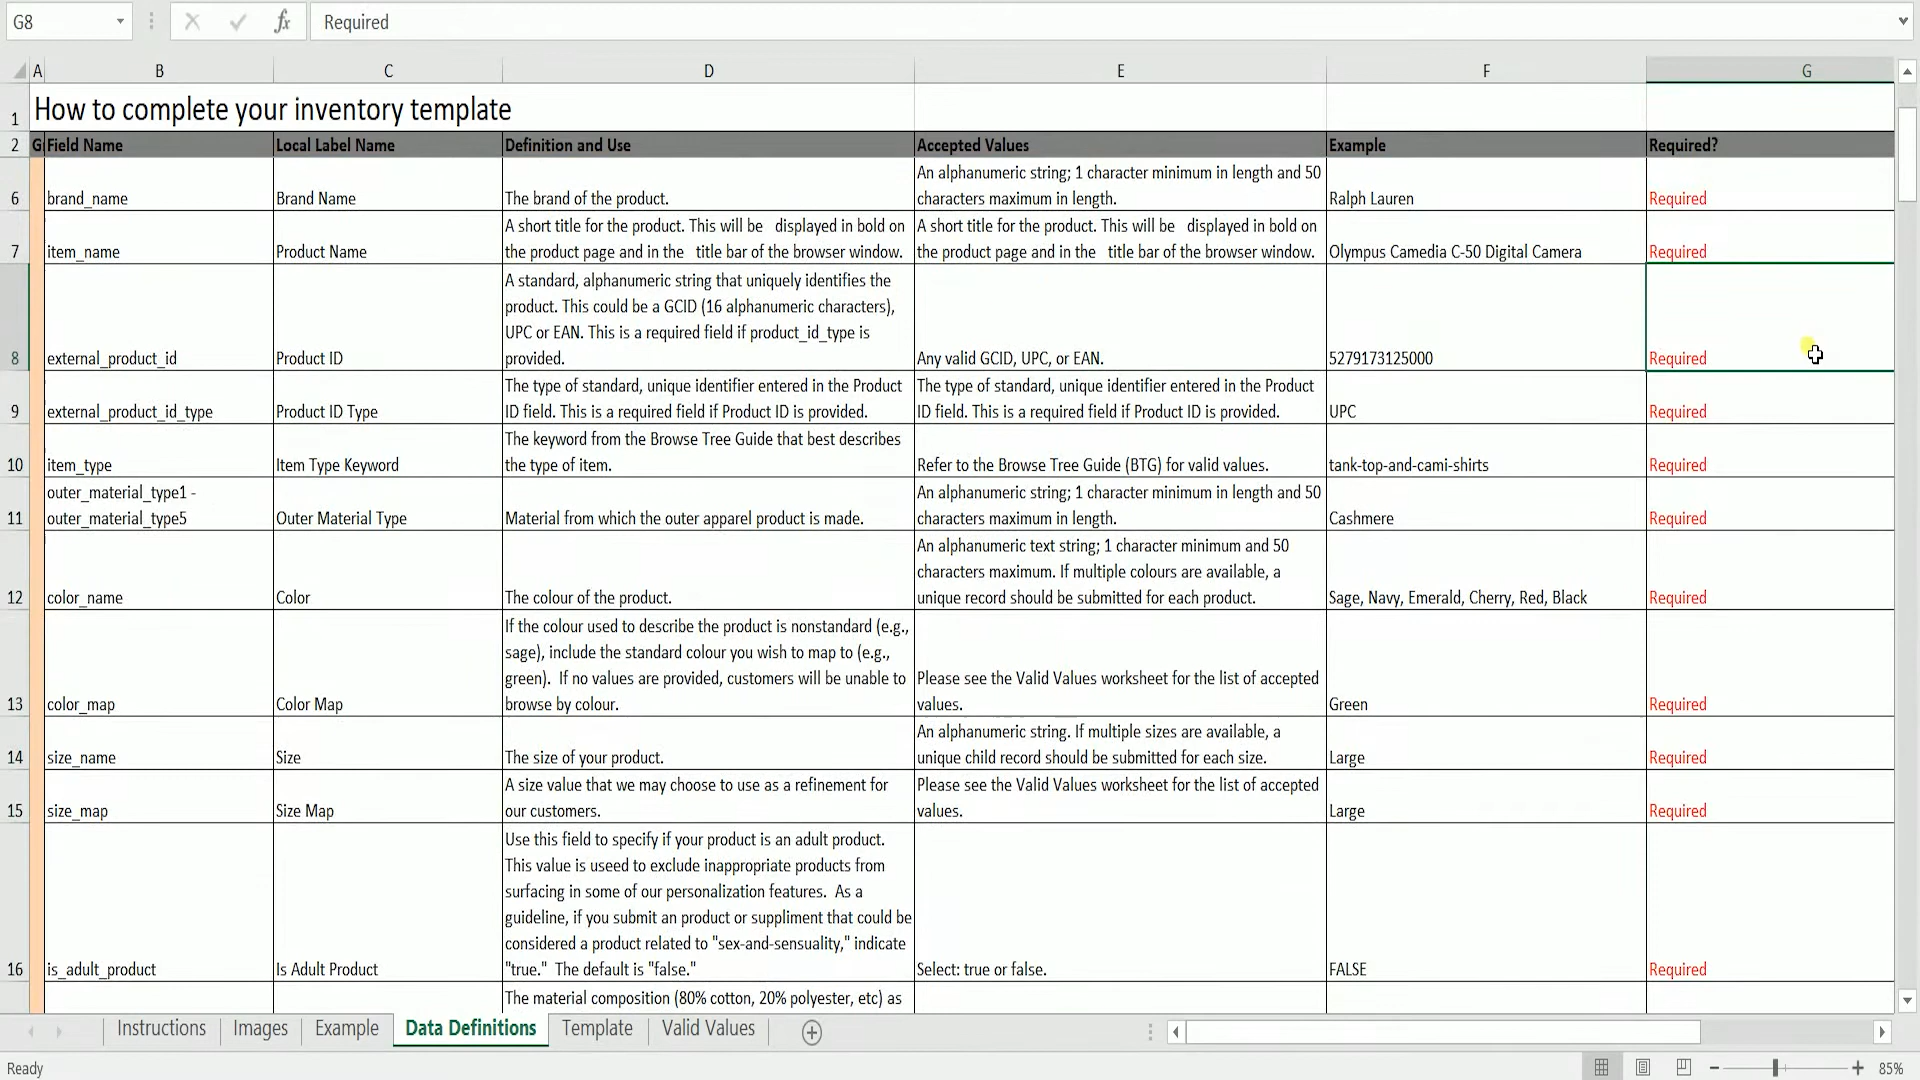 G8
fx
Required
A B C D E F G
1 How to complete your inventory template
2 G Field Name Local Label Name Definition and Use Accepted Values Example Required?
An alphanumeric string; 1 character minimum in length and 50
6 brand_name Brand Name The brand of the product. characters maximum in length. Ralph Lauren Required
A short title for the product. This will be   displayed in bold on A short title for the product. This will be   displayed in bold on
7 item_name Product Name the product page and in the   title bar of the browser window. the product page and in the   title bar of the browser window. Olympus Camedia C-50 Digital Camera Required
A standard, alphanumeric string that uniquely identifies the
product. This could be a GCID (16 alphanumeric characters),
UPC or EAN. This is a required field if product_id_type is
8 external_product_id Product ID provided. Any valid GCID, UPC, or EAN. 5279173125000 Required
The type of standard, unique identifier entered in the Product The type of standard, unique identifier entered in the Product
9 external_product_id_type Product ID Type ID field. This is a required field if Product ID is provided. ID field. This is a required field if Product ID is provided. UPC Required
The keyword from the Browse Tree Guide that best describes
10 item_type Item Type Keyword the type of item. Refer to the Browse Tree Guide (BTG) for valid values. tank-top-and-cami-shirts Required
outer_material_type1 - An alphanumeric string; 1 character minimum in length and 50
11 outer_material_type5 Outer Material Type Material from which the outer apparel product is made. characters maximum in length. Cashmere Required
An alphanumeric text string; 1 character minimum and 50
characters maximum. If multiple colours are available, a
12 color_name Color The colour of the product. unique record should be submitted for each product. Sage, Navy, Emerald, Cherry, Red, Black Required
If the colour used to describe the product is nonstandard (e.g.,
sage), include the standard colour you wish to map to (e.g.,
green).  If no values are provided, customers will be unable to Please see the Valid Values worksheet for the list of accepted
13 color_map Color Map browse by colour. values. Green Required
An alphanumeric string. If multiple sizes are available, a
14 size_name Size The size of your product. unique child record should be submitted for each size. Large Required
A size value that we may choose to use as a refinement for Please see the Valid Values worksheet for the list of accepted
15 size_map Size Map our customers. values. Large Required
Use this field to specify if your product is an adult product.
This value is useed to exclude inappropriate products from
surfacing in some of our personalization features.  As a
guideline, if you submit an product or suppliment that could be
considered a product related to "sex-and-sensuality," indicate
16 is_adult_product Is Adult Product "true."  The default is "false." Select: true or false. FALSE Required
The material composition (80% cotton, 20% polyester, etc) as
Instructions Images Example Data Definitions Template Valid Values
Ready 85%